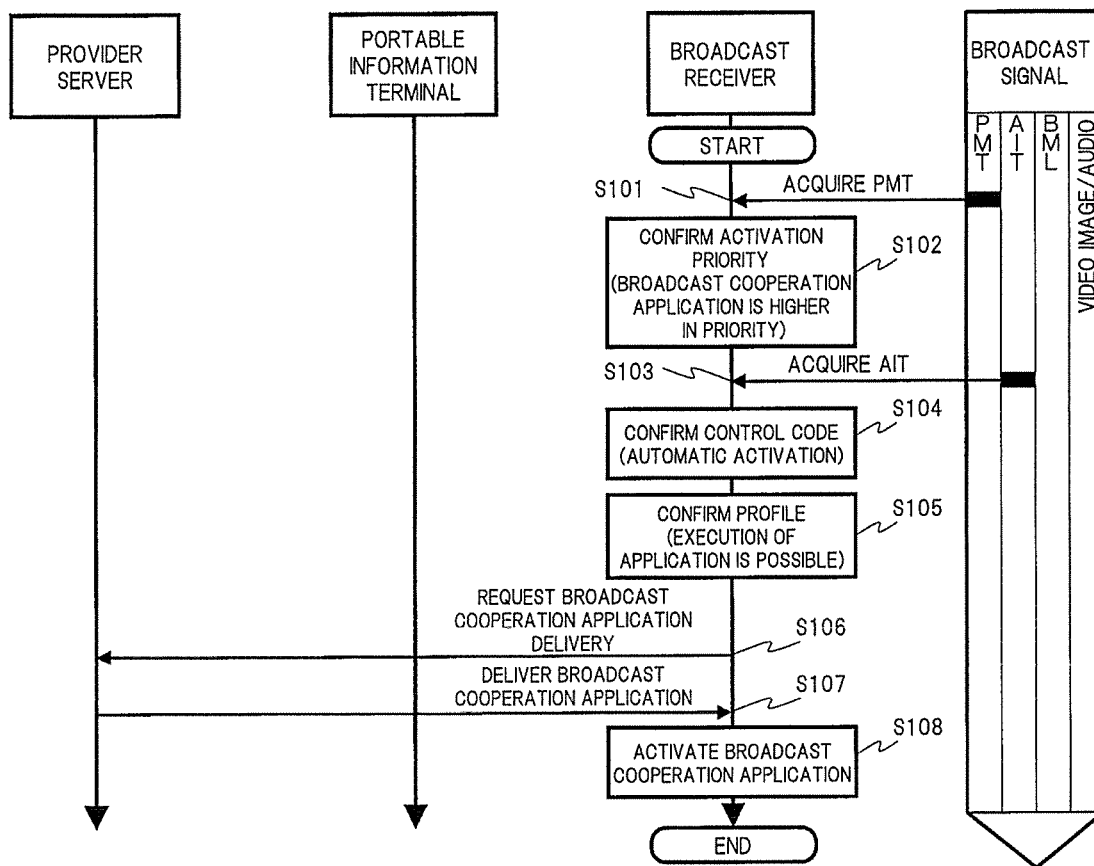 PROVIDER
SERVER
PORTABLE
INFORMATION
TERMINAL
BROADCAST
RECEIVER
BROADCAST
SIGNAL
PMT
AIT
BML
VIDEO IMAGE/AUDIO
START
S101
ACQUIRE PMT
CONFIRM ACTIVATION
PRIORITY
(BROADCAST COOPERATION
APPLICATION IS HIGHER
IN PRIORITY)
S102
S103
ACQUIRE AIT
S104
CONFIRM CONTROL CODE
(AUTOMATIC ACTIVATION)
S105
CONFIRM PROFILE
(EXECUTION OF
APPLICATION IS POSSIBLE)
REQUEST BROADCAST
COOPERATION APPLICATION
DELIVERY
S106
DELIVER BROADCAST
COOPERATION APPLICATION
S107
S108
ACTIVATE BROADCAST
COOPERATION APPLICATION
END